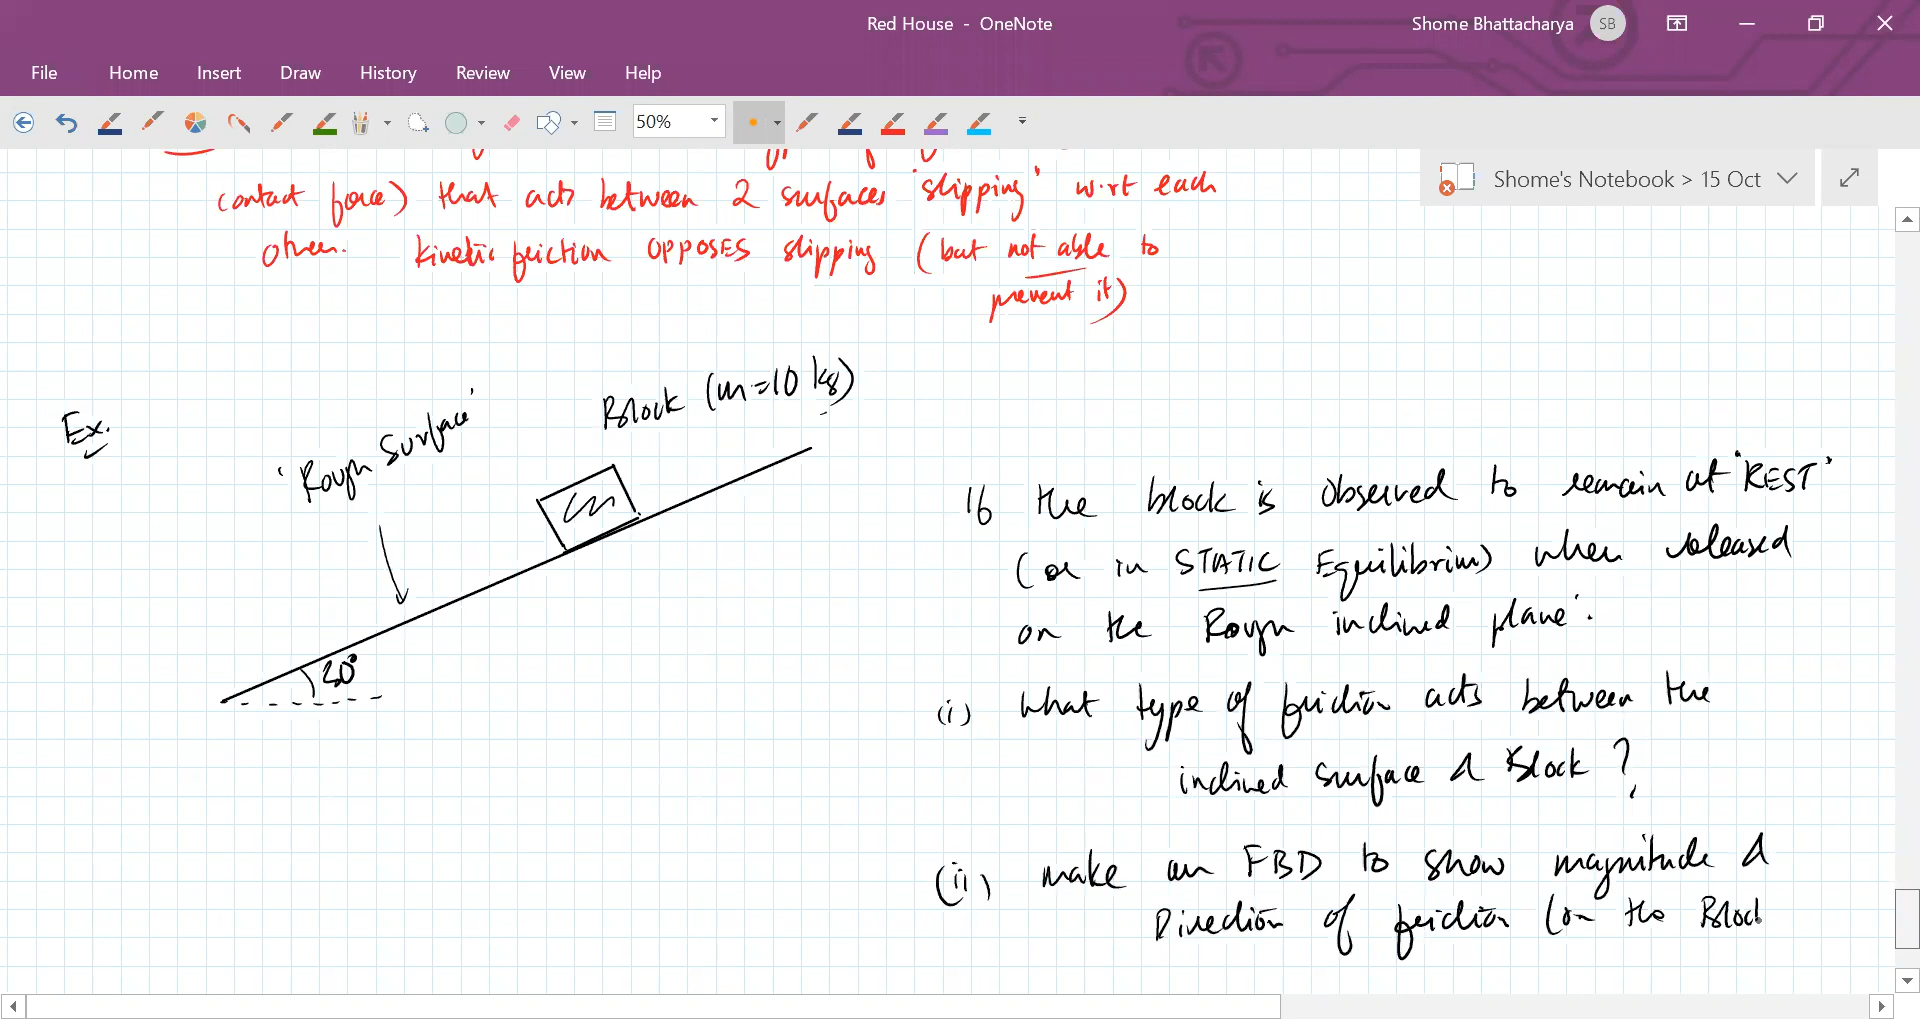 Red House - OneNote
Shome Bhattacharya
SB
File Home Insert Draw History Review View Help
50%
Shome's Notebook > 15 Oct
contact force) that acts between 2 surfaces 'slipping' w.r.t each
other. Kinetic friction OPPOSES slipping (but not able to
prevent it)
Ex.
'Rough Surface'
Block (m=10 kg)
m
30°
If the block is observed to remain at 'REST'
(or in STATIC Equilibrium) when released
on the Rough inclined plane.
(i) What type of friction acts between the
inclined surface & Block?
(ii) make an FBD to show magnitude &
Direction of friction (on the Block